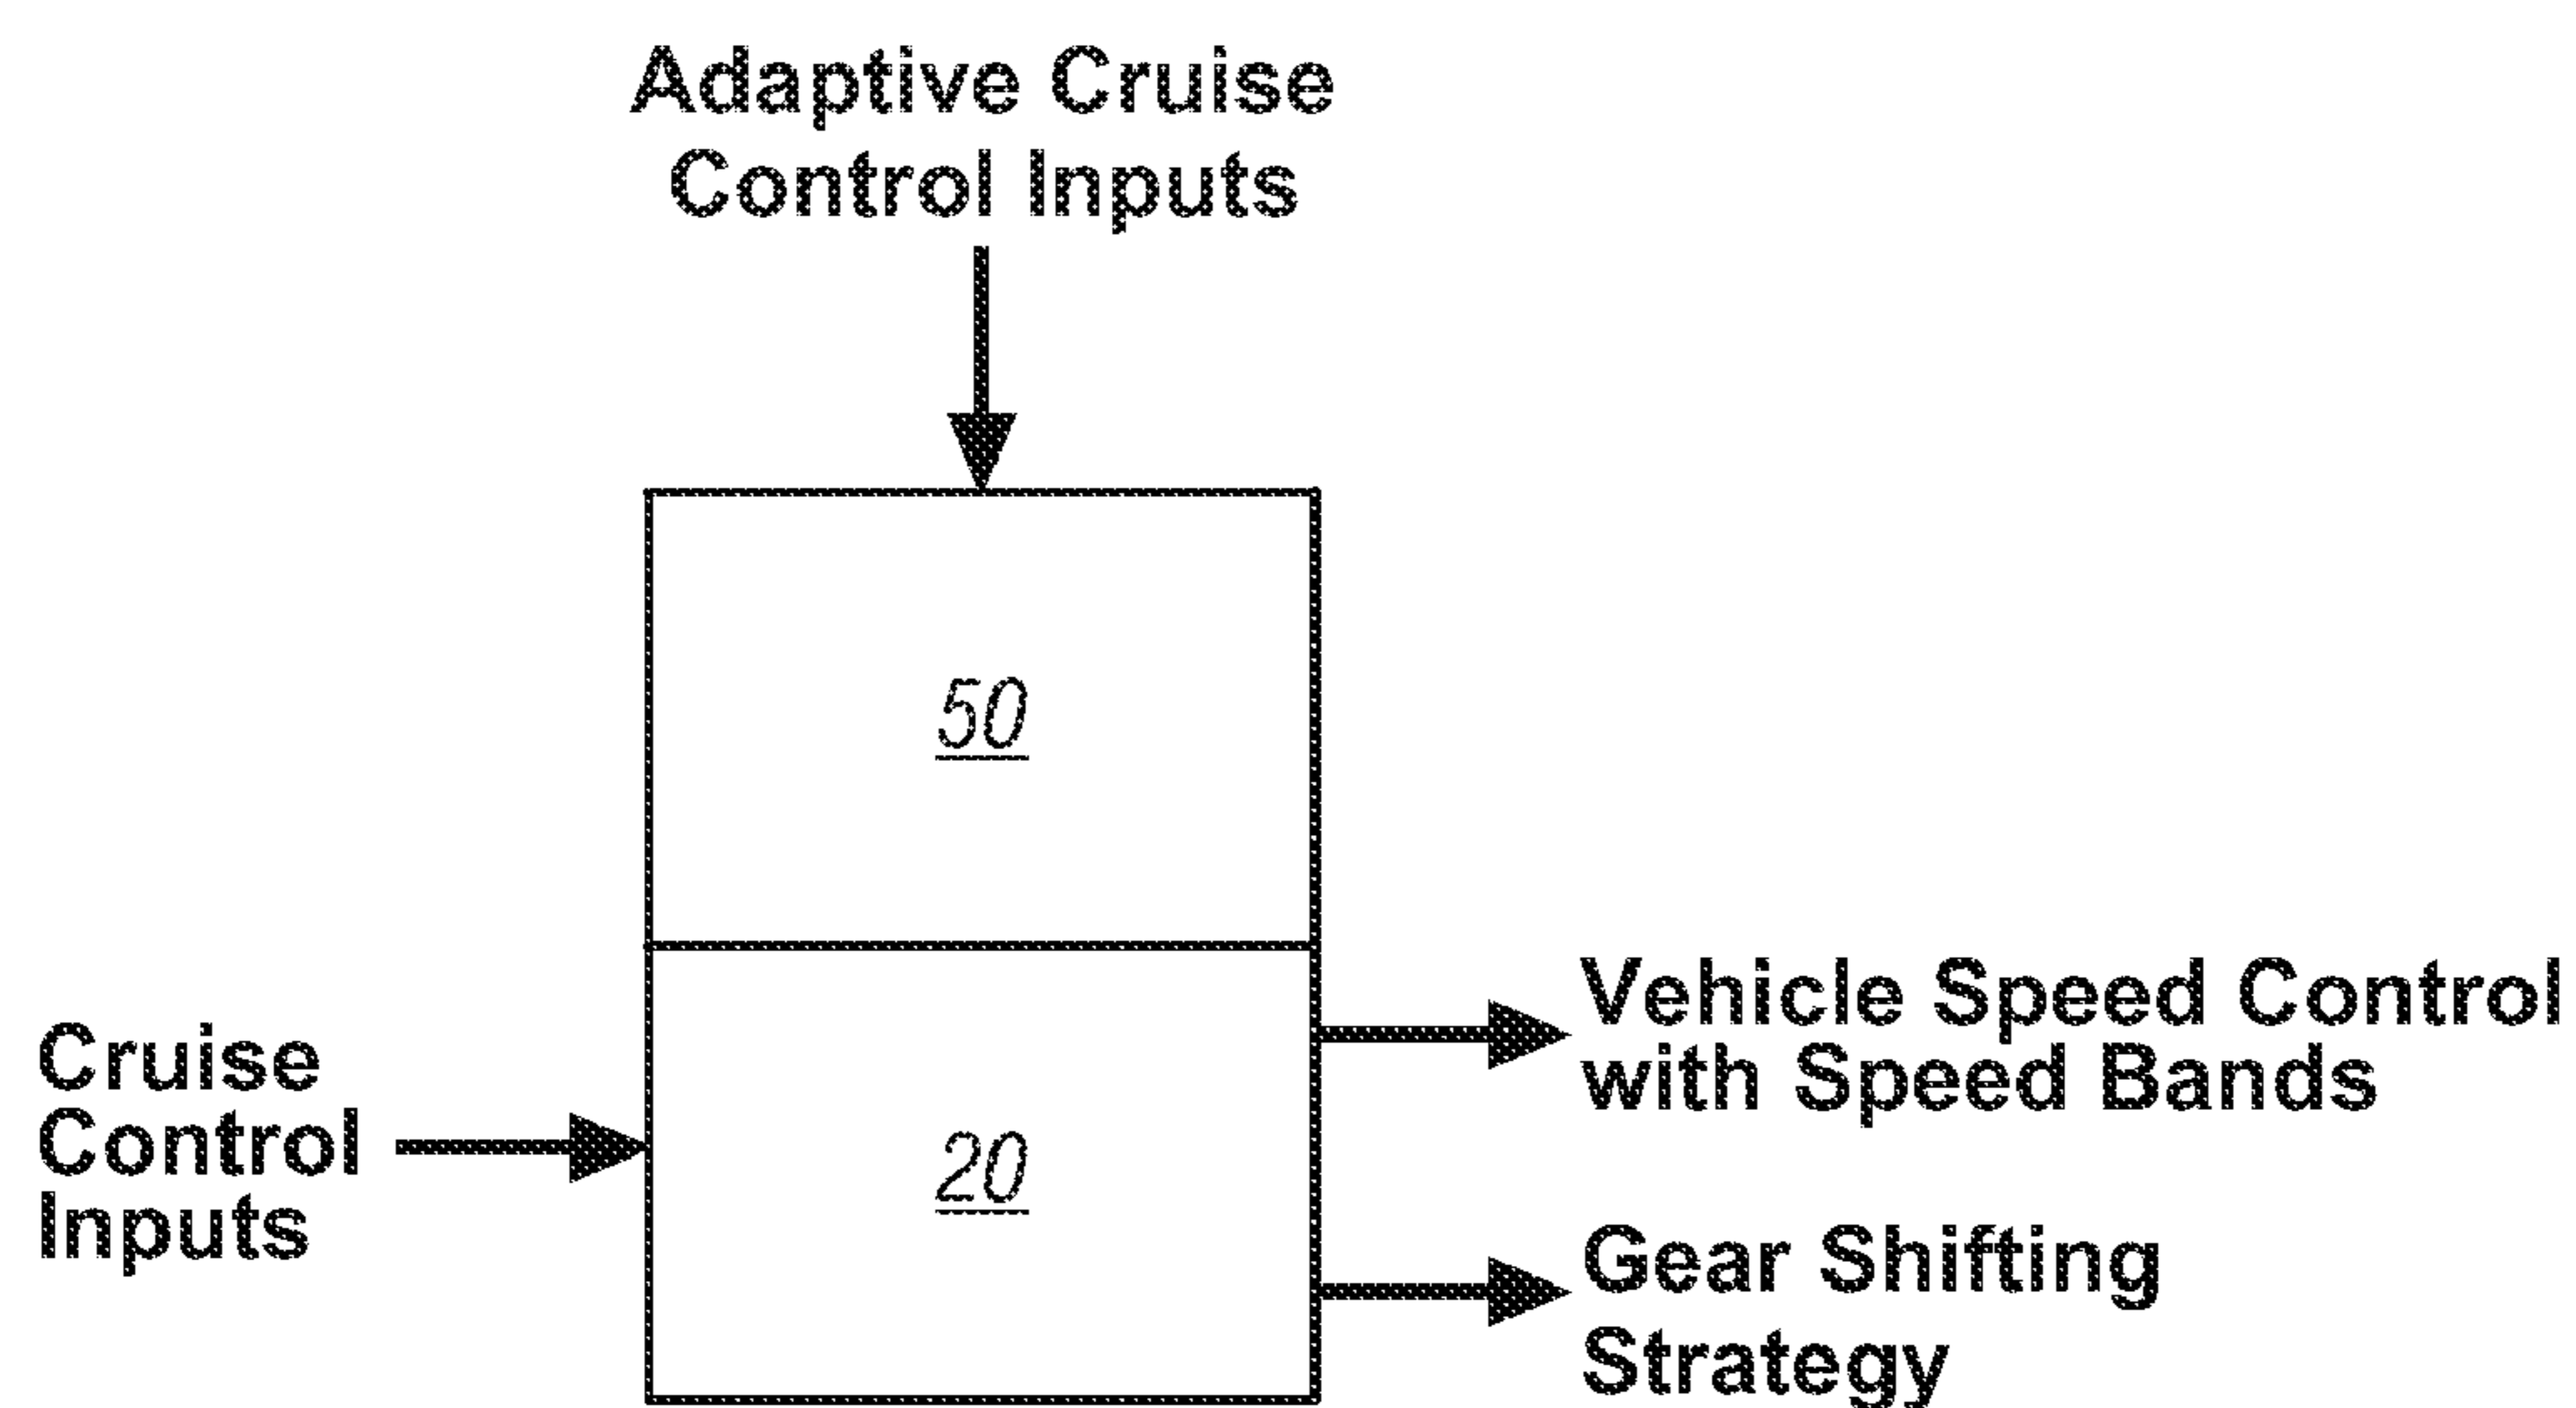 Adaptive Cruise
Control Inputs
50
Cruise
Control
Inputs
20
Vehicle Speed Control
with Speed Bands
Gear Shifting
Strategy